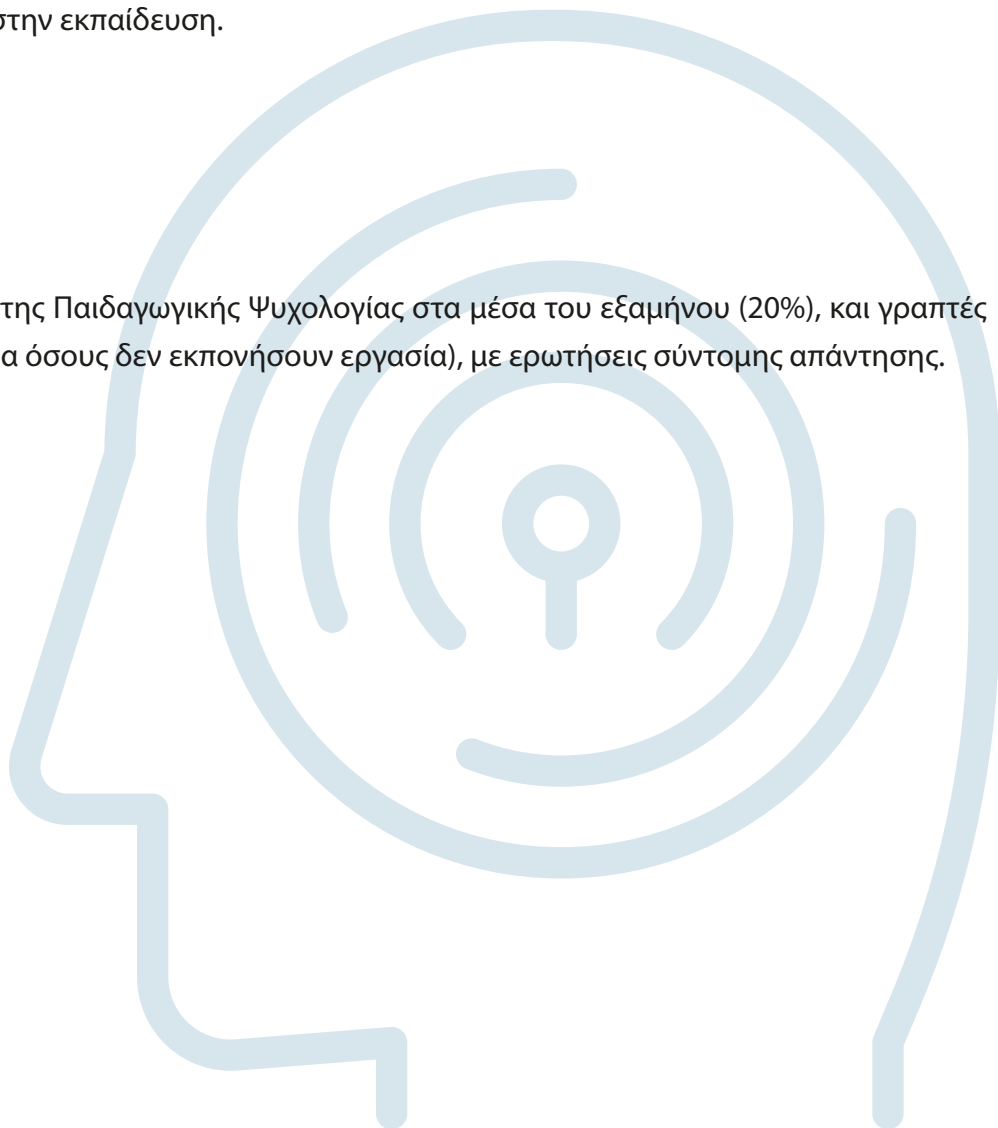 στην εκπαίδευση.
της Παιδαγωγικής Ψυχολογίας στα μέσα του εξαμήνου (20%), και γραπτές
α όσους δεν εκπονήσουν εργασία), με ερωτήσεις σύντομης απάντησης.